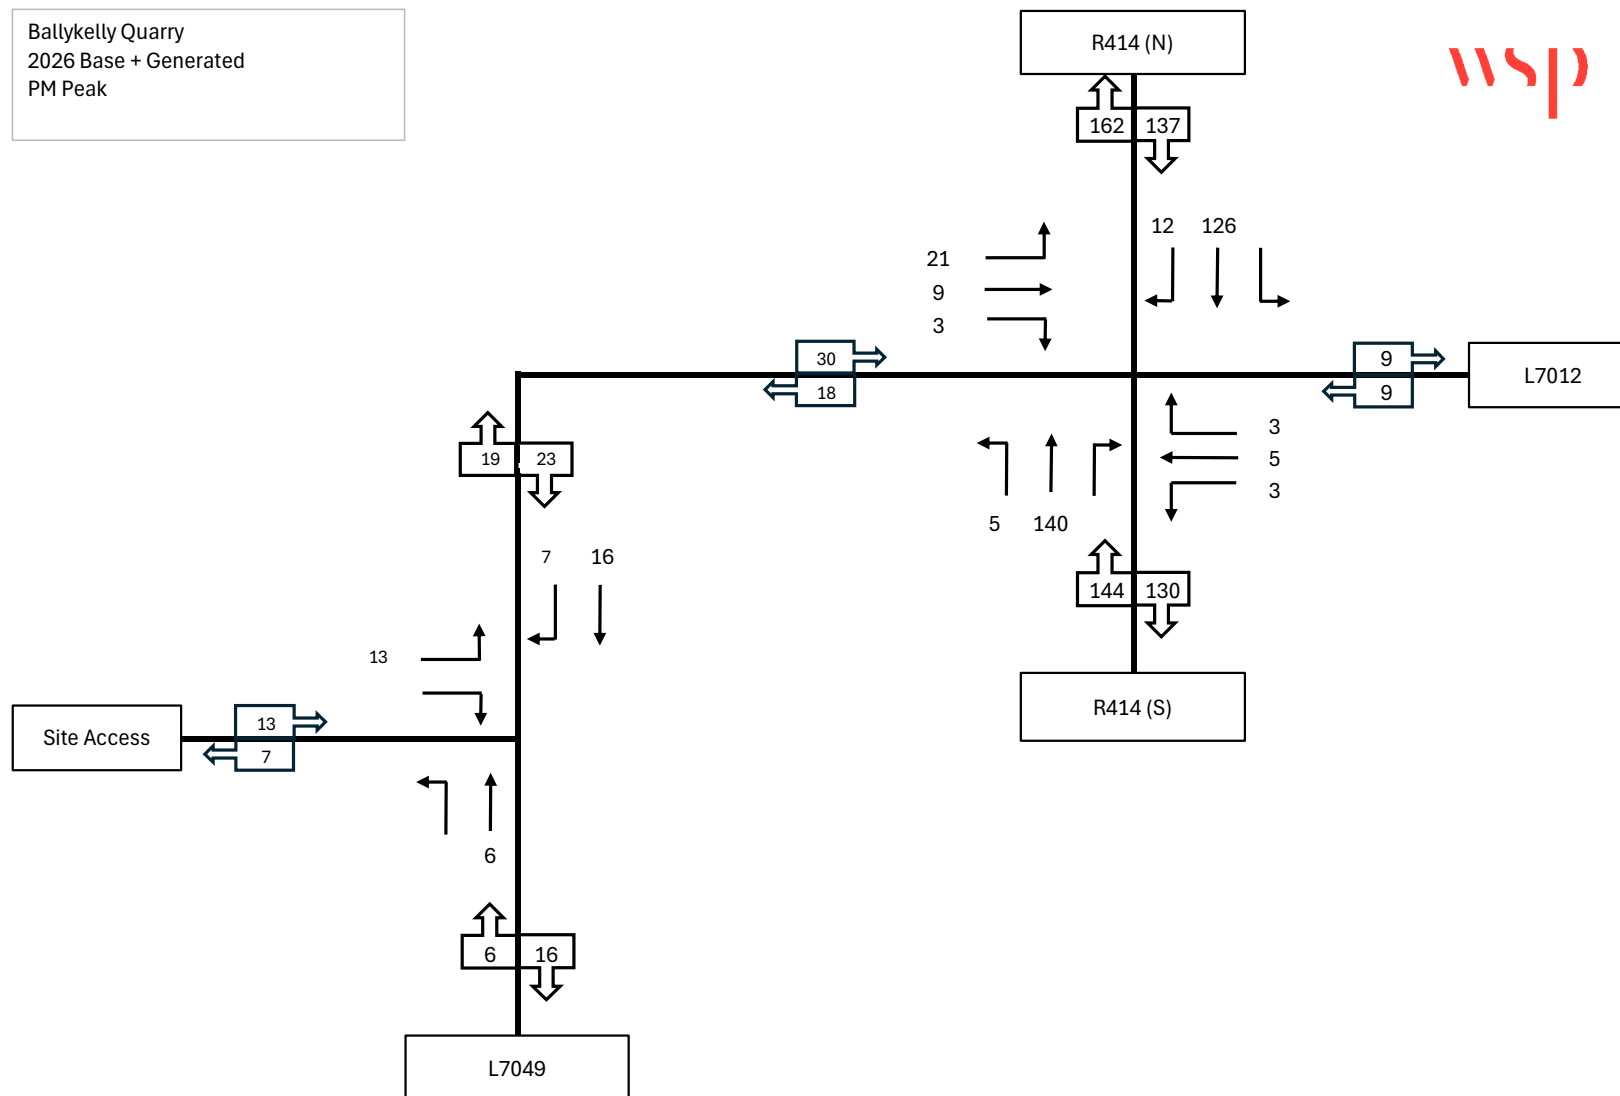 Ballykelly Quarry
2026 Base + Generated
PM Peak
R414 (N)
wsp
162 137
12 126
21
9
3
30
18
9
9
L7012
19 23
3
5
3
5 140
7 16
144 130
13
R414 (S)
Site Access
13
7
6
6 16
L7049